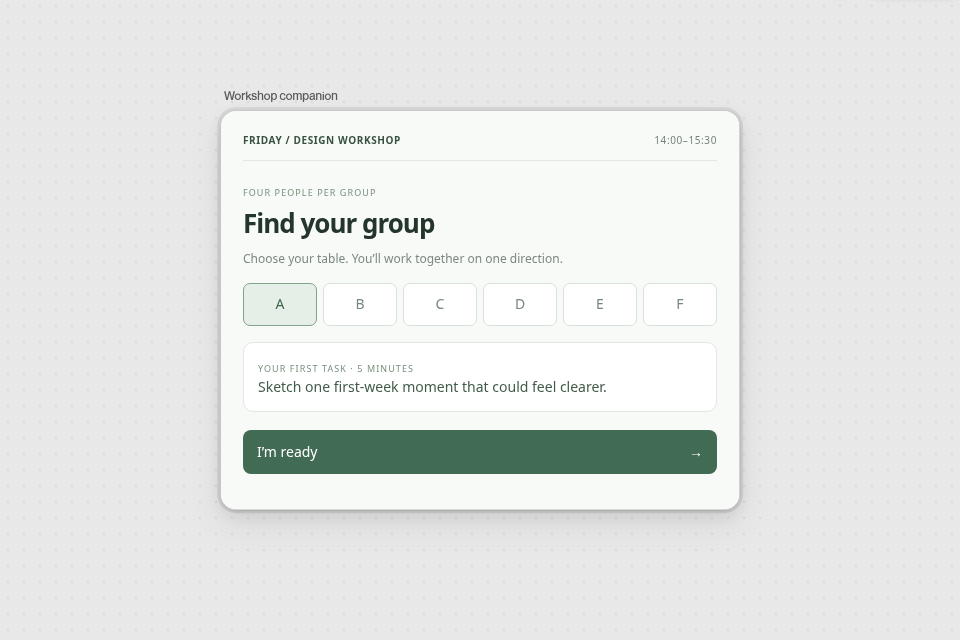 Workshop companion
FRIDAY / DESIGN WORKSHOP 14:00–15:30
FOUR PEOPLE PER GROUP
Find your group
Choose your table. You’ll work together on one direction.
A B C D E F
YOUR FIRST TASK · 5 MINUTES
Sketch one first-week moment that could feel clearer.
I’m ready →